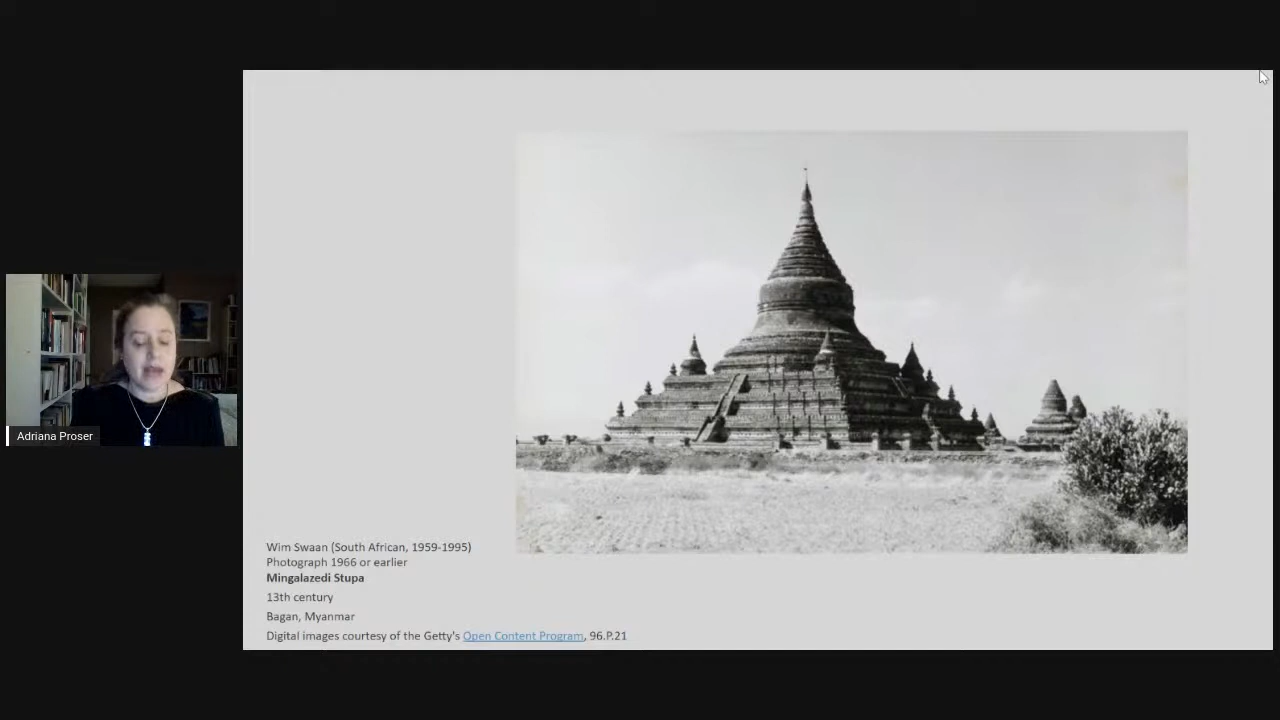 Adriana Proser
Wim Swaan (South African, 1959-1995)
Photograph 1966 or earlier
Mingalazedi Stupa
13th century
Bagan, Myanmar
Digital images courtesy of the Getty's Open Content Program, 96.P.21